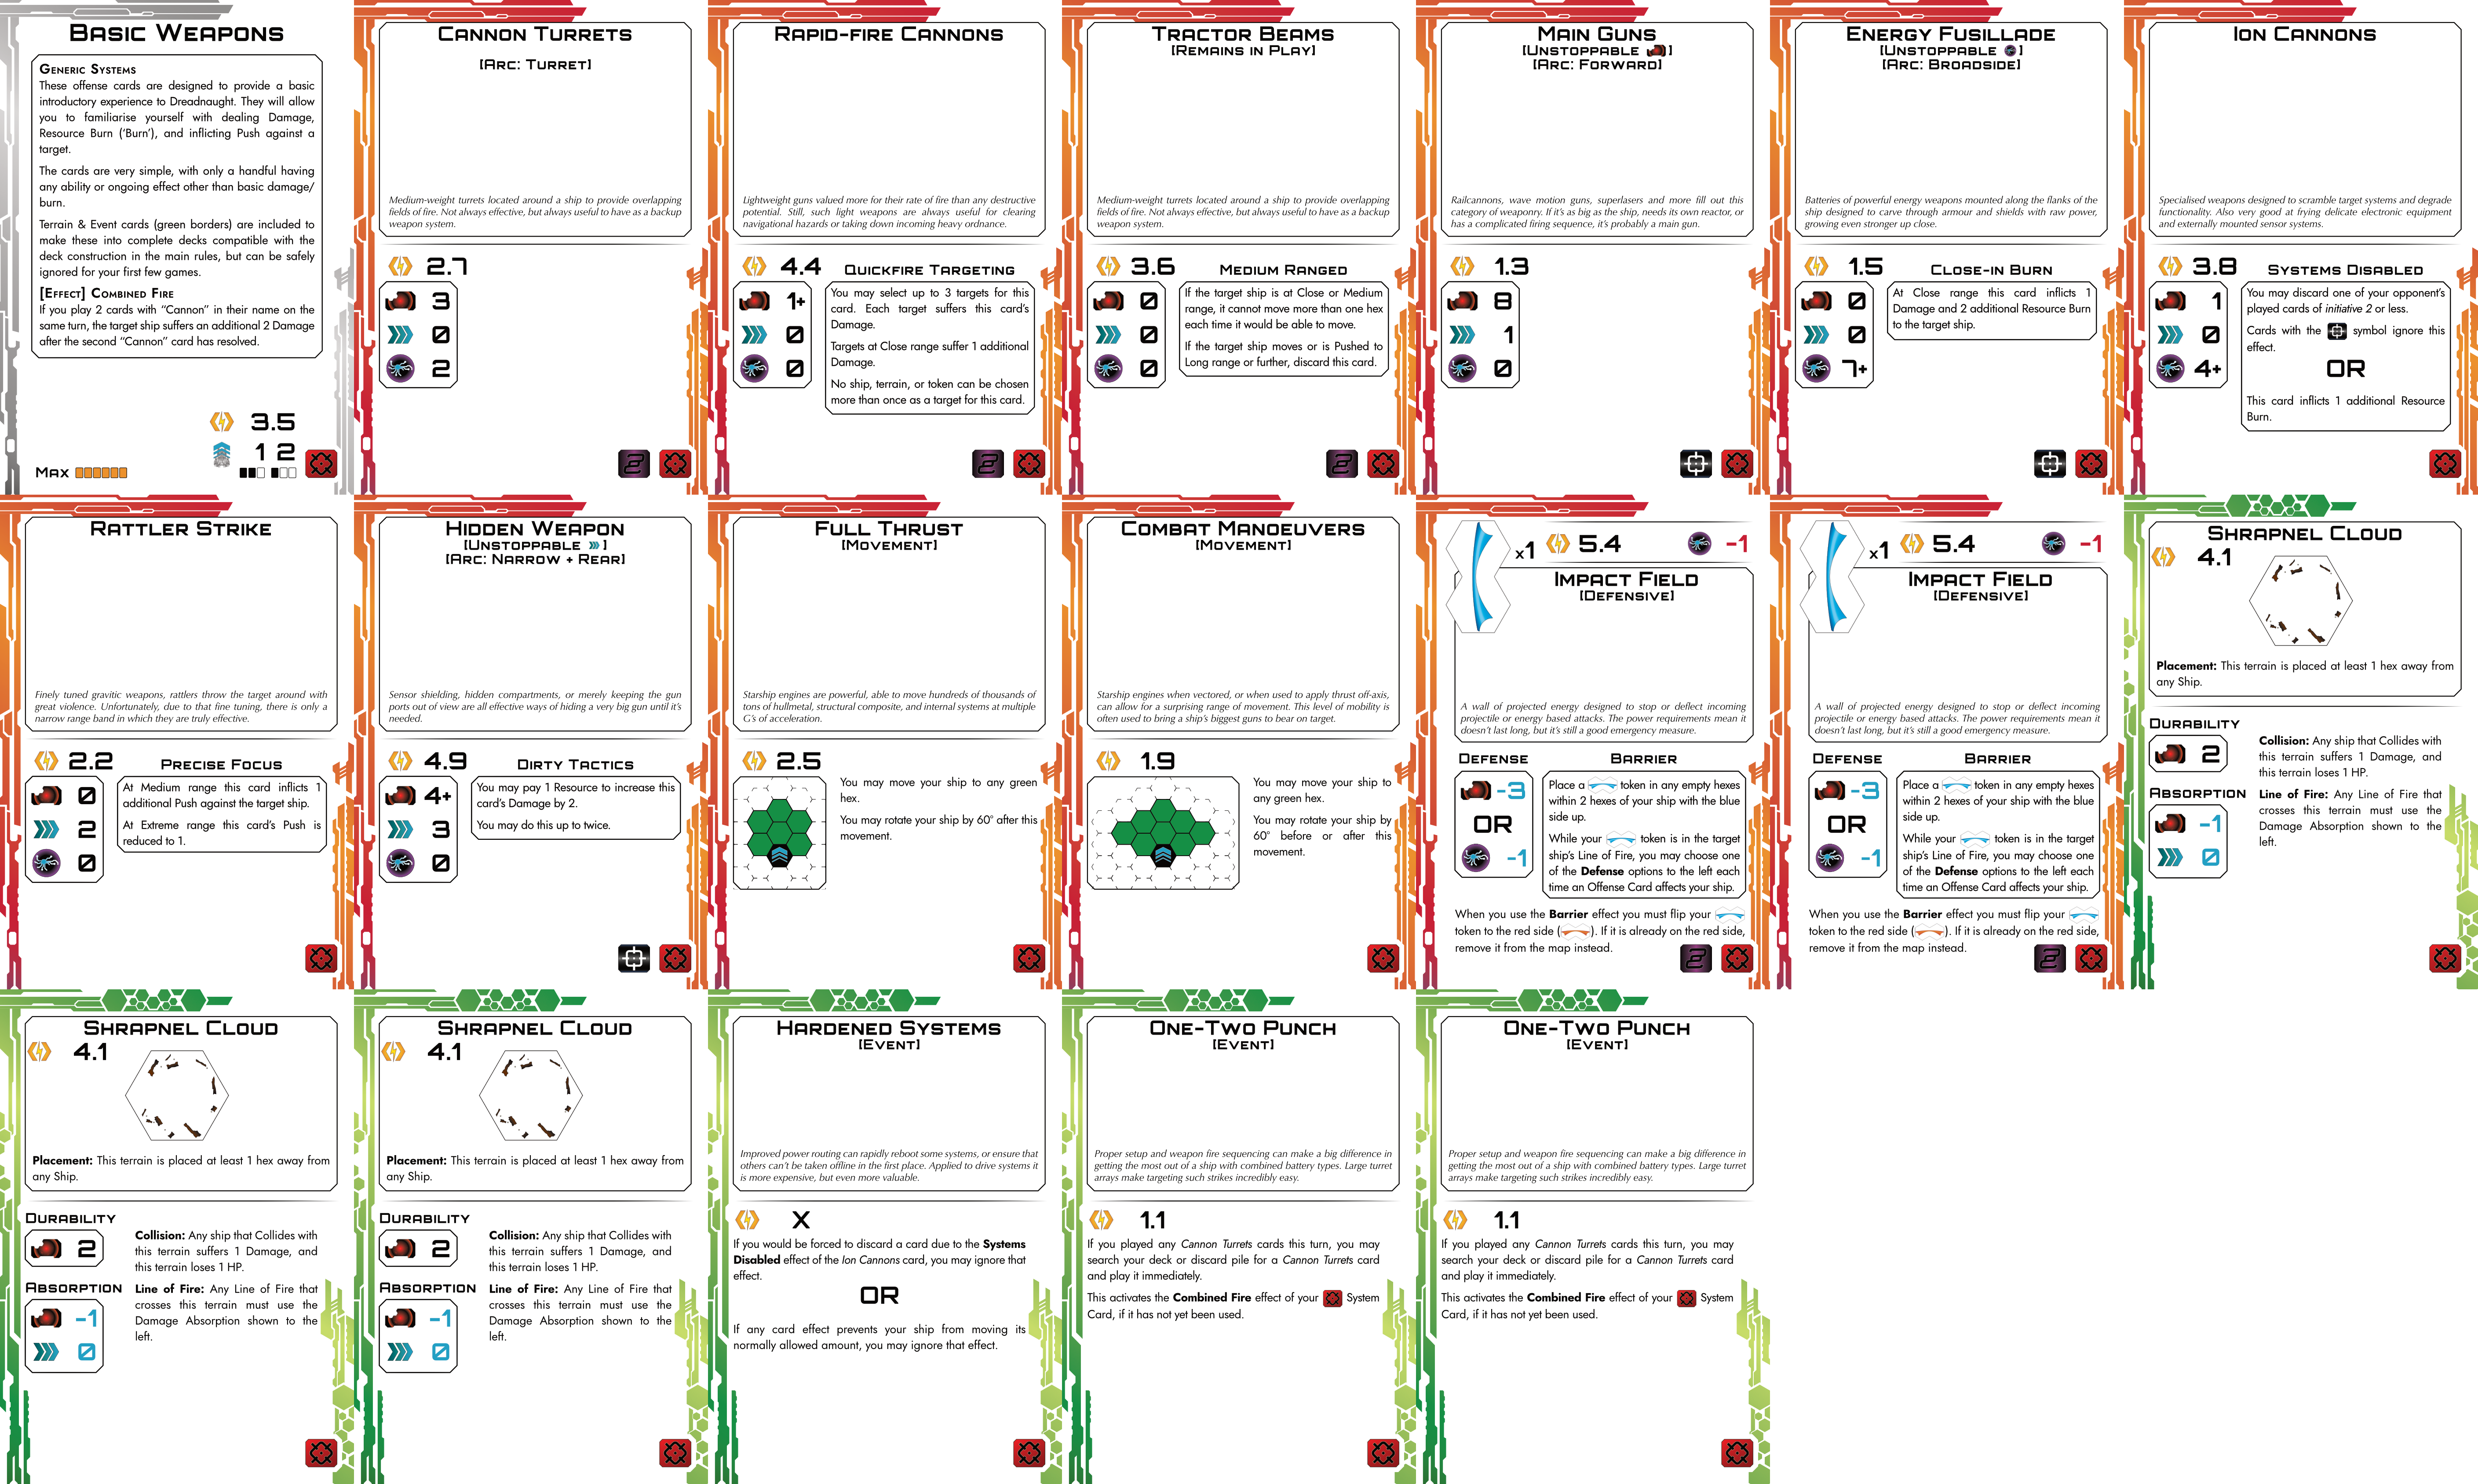 BASIC WEAPONS
GENERIC SYSTEMS
These offense cards are designed to provide a basic
introductory experience to Dreadnaught. They will allow
you to familiarise yourself with dealing Damage,
Resource Burn ('Burn'), and inflicting Push against a
target.
The cards are very simple, with only a handful having
any ability or ongoing effect other than basic damage/
burn.
Terrain & Event cards (green borders) are included to
make these into complete decks compatible with the
deck construction in the main rules, but can be safely
ignored for your first few games.
[EFFECT] COMBINED FIRE
If you play 2 cards with "Cannon" in their name on the
same turn, the target ship suffers an additional 2 Damage
after the second "Cannon" card has resolved.
3.5
1 2
MAX
CANNON TURRETS
[ARC: TURRET]
Medium-weight turrets located around a ship to provide overlapping
fields of fire. Not always effective, but always useful to have as a backup
weapon system.
2.7
3
0
2
2
RAPID-FIRE CANNONS
Lightweight guns valued more for their rate of fire than any destructive
potential. Still, such light weapons are always useful for clearing
navigational hazards or taking down incoming heavy ordnance.
4.4
1+
0
0
QUICKFIRE TARGETING
You may select up to 3 targets for this
card. Each target suffers this card's
Damage.
Targets at Close range suffer 1 additional
Damage.
No ship, terrain, or token can be chosen
more than once as a target for this card.
2
TRACTOR BEAMS
[REMAINS IN PLAY]
Medium-weight turrets located around a ship to provide overlapping
fields of fire. Not always effective, but always useful to have as a backup
weapon system.
3.6
0
0
0
MEDIUM RANGED
If the target ship is at Close or Medium
range, it cannot move more than one hex
each time it would be able to move.
If the target ship moves or is Pushed to
Long range or further, discard this card.
2
MAIN GUNS
[UNSTOPPABLE ]
[ARC: FORWARD]
Railcannons, wave motion guns, superlasers and more fill out this
category of weaponry. If it's as big as the ship, needs its own reactor, or
has a complicated firing sequence, it's probably a main gun.
1.3
8
1
0
ENERGY FUSILLADE
[UNSTOPPABLE ]
[ARC: BROADSIDE]
Batteries of powerful energy weapons mounted along the flanks of the
ship designed to carve through armour and shields with raw power,
growing even stronger up close.
1.5
0
0
7+
CLOSE-IN BURN
At Close range this card inflicts 1
Damage and 2 additional Resource Burn
to the target ship.
ION CANNONS
Specialised weapons designed to scramble target systems and degrade
functionality. Also very good at frying delicate electronic equipment
and externally mounted sensor systems.
3.8
1
0
4+
SYSTEMS DISABLED
You may discard one of your opponent's
played cards of initiative 2 or less.
Cards with the symbol ignore this
effect.
OR
This card inflicts 1 additional Resource
Burn.
RATTLER STRIKE
Finely tuned gravitic weapons, rattlers throw the target around with
great violence. Unfortunately, due to that fine tuning, there is only a
narrow range band in which they are truly effective.
2.2
0
2
0
PRECISE FOCUS
At Medium range this card inflicts 1
additional Push against the target ship.
At Extreme range this card's Push is
reduced to 1.
HIDDEN WEAPON
[UNSTOPPABLE ]
[ARC: NARROW + REAR]
Sensor shielding, hidden compartments, or merely keeping the gun
ports out of view are all effective ways of hiding a very big gun until it's
needed.
4.9
4+
3
0
DIRTY TACTICS
You may pay 1 Resource to increase this
card's Damage by 2.
You may do this up to twice.
FULL THRUST
[MOVEMENT]
Starship engines are powerful, able to move hundreds of thousands of
tons of hullmetal, structural composite, and internal systems at multiple
G's of acceleration.
2.5
You may move your ship to any green
hex.
You may rotate your ship by 60° after this
movement.
COMBAT MANOEUVERS
[MOVEMENT]
Starship engines when vectored, or when used to apply thrust off-axis,
can allow for a surprising range of movement. This level of mobility is
often used to bring a ship's biggest guns to bear on target.
1.9
You may move your ship to
any green hex.
You may rotate your ship by
60° before or after this
movement.
x1 5.4 -1
IMPACT FIELD
[DEFENSIVE]
A wall of projected energy designed to stop or deflect incoming
projectile or energy based attacks. The power requirements mean it
doesn't last long, but it's still a good emergency measure.
DEFENSE
-3
OR
-1
BARRIER
Place a token in any empty hexes
within 2 hexes of your ship with the blue
side up.
While your token is in the target
ship's Line of Fire, you may choose one
of the Defense options to the left each
time an Offense Card affects your ship.
When you use the Barrier effect you must flip your
token to the red side ( ). If it is already on the red side,
remove it from the map instead.
2
x1 5.4 -1
IMPACT FIELD
[DEFENSIVE]
A wall of projected energy designed to stop or deflect incoming
projectile or energy based attacks. The power requirements mean it
doesn't last long, but it's still a good emergency measure.
DEFENSE
-3
OR
-1
BARRIER
Place a token in any empty hexes
within 2 hexes of your ship with the blue
side up.
While your token is in the target
ship's Line of Fire, you may choose one
of the Defense options to the left each
time an Offense Card affects your ship.
When you use the Barrier effect you must flip your
token to the red side ( ). If it is already on the red side,
remove it from the map instead.
2
SHRAPNEL CLOUD
4.1
Placement: This terrain is placed at least 1 hex away from
any Ship.
DURABILITY
2
ABSORPTION
-1
0
Collision: Any ship that Collides with
this terrain suffers 1 Damage, and
this terrain loses 1 HP.
Line of Fire: Any Line of Fire that
crosses this terrain must use the
Damage Absorption shown to the
left.
SHRAPNEL CLOUD
4.1
Placement: This terrain is placed at least 1 hex away from
any Ship.
DURABILITY
2
ABSORPTION
-1
0
Collision: Any ship that Collides with
this terrain suffers 1 Damage, and
this terrain loses 1 HP.
Line of Fire: Any Line of Fire that
crosses this terrain must use the
Damage Absorption shown to the
left.
SHRAPNEL CLOUD
4.1
Placement: This terrain is placed at least 1 hex away from
any Ship.
DURABILITY
2
ABSORPTION
-1
0
Collision: Any ship that Collides with
this terrain suffers 1 Damage, and
this terrain loses 1 HP.
Line of Fire: Any Line of Fire that
crosses this terrain must use the
Damage Absorption shown to the
left.
HARDENED SYSTEMS
[EVENT]
Improved power routing can rapidly reboot some systems, or ensure that
others can't be taken offline in the first place. Applied to drive systems it
is more expensive, but even more valuable.
X
If you would be forced to discard a card due to the Systems
Disabled effect of the Ion Cannons card, you may ignore that
effect.
OR
If any card effect prevents your ship from moving its
normally allowed amount, you may ignore that effect.
ONE-TWO PUNCH
[EVENT]
Proper setup and weapon fire sequencing can make a big difference in
getting the most out of a ship with combined battery types. Large turret
arrays make targeting such strikes incredibly easy.
1.1
If you played any Cannon Turrets cards this turn, you may
search your deck or discard pile for a Cannon Turrets card
and play it immediately.
This activates the Combined Fire effect of your System
Card, if it has not yet been used.
ONE-TWO PUNCH
[EVENT]
Proper setup and weapon fire sequencing can make a big difference in
getting the most out of a ship with combined battery types. Large turret
arrays make targeting such strikes incredibly easy.
1.1
If you played any Cannon Turrets cards this turn, you may
search your deck or discard pile for a Cannon Turrets card
and play it immediately.
This activates the Combined Fire effect of your System
Card, if it has not yet been used.